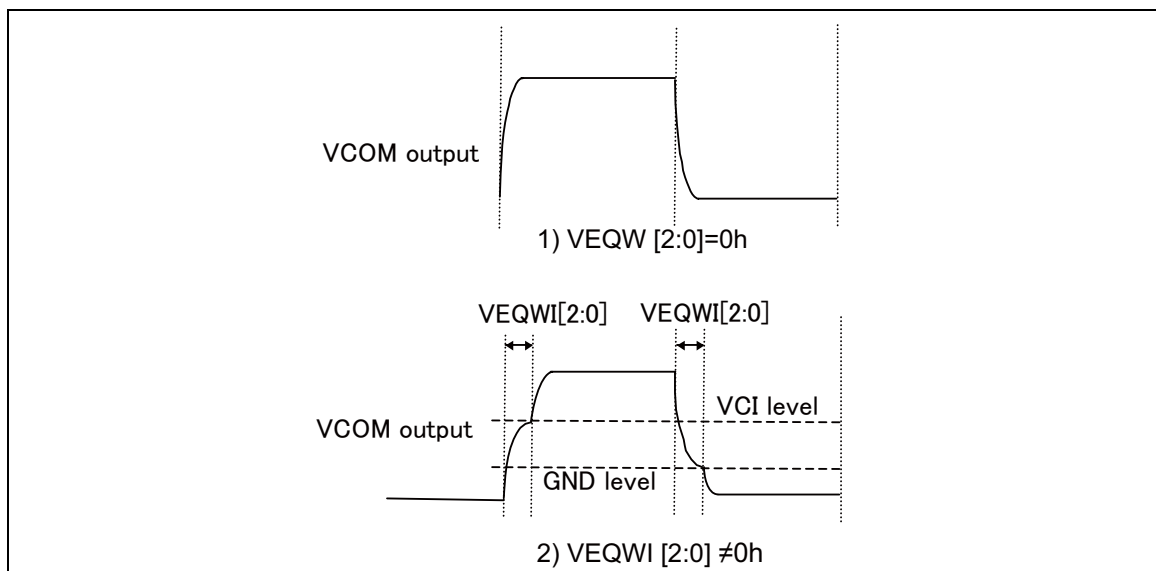 VCOM output
1) VEQW [2:0]=0h
VEQWI[2:0] VEQWI[2:0]
VCI level
VCOM output
GND level
2) VEQWI [2:0] ≠0h